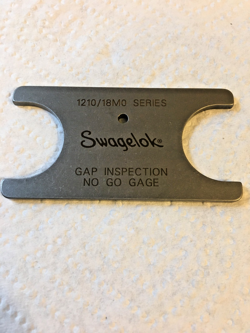 1210/18M0 SERIES
Swagelok
GAP INSPECTION
NO GO GAGE